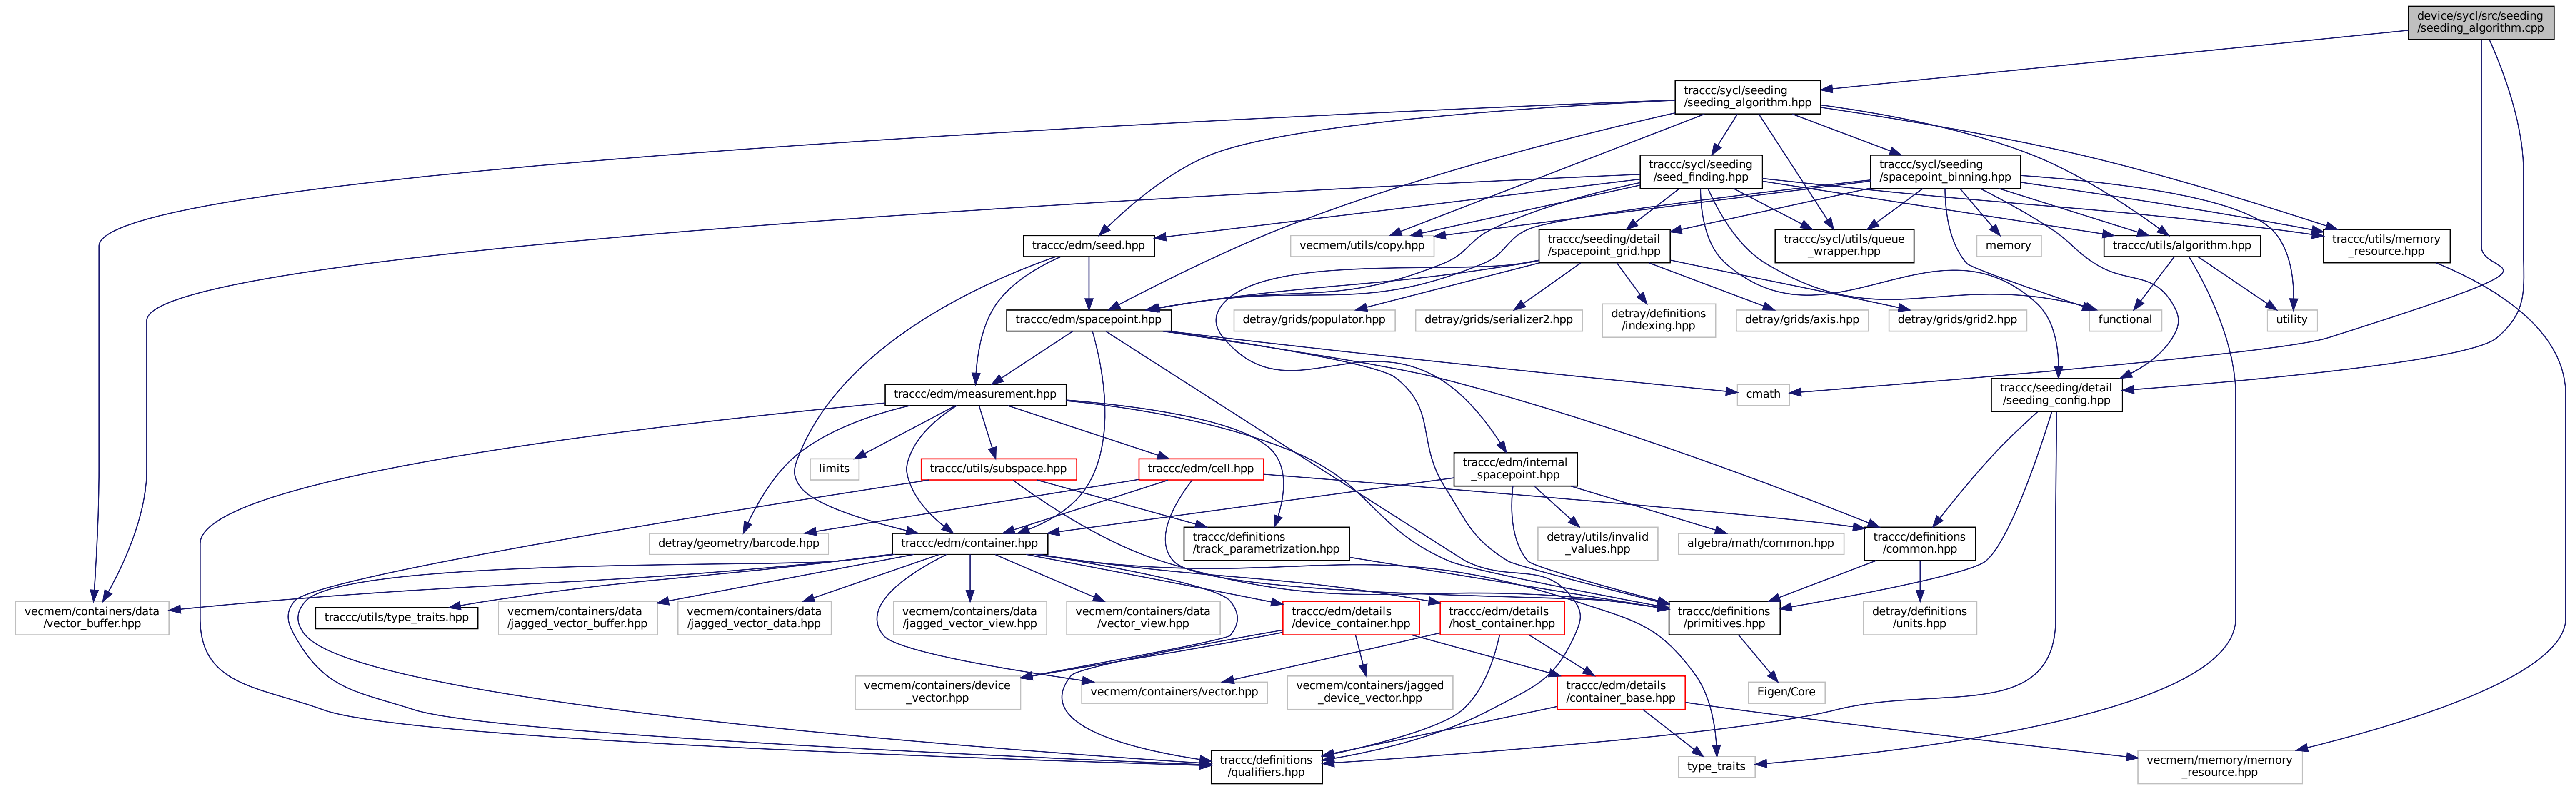 device/sycl/src/seeding
/seeding_algorithm.cpp
traccc/sycl/seeding
/seeding_algorithm.hpp
traccc/sycl/seeding
/seed_finding.hpp
traccc/sycl/seeding
/spacepoint_binning.hpp
traccc/edm/seed.hpp
vecmem/utils/copy.hpp
traccc/seeding/detail
/spacepoint_grid.hpp
traccc/sycl/utils/queue
_wrapper.hpp
memory
traccc/utils/algorithm.hpp
traccc/utils/memory
_resource.hpp
traccc/edm/spacepoint.hpp
detray/grids/populator.hpp
detray/grids/serializer2.hpp
detray/definitions
/indexing.hpp
detray/grids/axis.hpp
detray/grids/grid2.hpp
functional
utility
traccc/edm/measurement.hpp
cmath
traccc/seeding/detail
/seeding_config.hpp
limits
traccc/utils/subspace.hpp
traccc/edm/cell.hpp
traccc/edm/internal
_spacepoint.hpp
detray/geometry/barcode.hpp
traccc/edm/container.hpp
traccc/definitions
/track_parametrization.hpp
detray/utils/invalid
_values.hpp
algebra/math/common.hpp
traccc/definitions
/common.hpp
vecmem/containers/data
/vector_buffer.hpp
traccc/utils/type_traits.hpp
vecmem/containers/data
/jagged_vector_buffer.hpp
vecmem/containers/data
/jagged_vector_data.hpp
vecmem/containers/data
/jagged_vector_view.hpp
vecmem/containers/data
/vector_view.hpp
traccc/edm/details
/device_container.hpp
traccc/edm/details
/host_container.hpp
traccc/definitions
/primitives.hpp
detray/definitions
/units.hpp
vecmem/containers/device
_vector.hpp
vecmem/containers/vector.hpp
vecmem/containers/jagged
_device_vector.hpp
traccc/edm/details
/container_base.hpp
Eigen/Core
traccc/definitions
/qualifiers.hpp
type_traits
vecmem/memory/memory
_resource.hpp